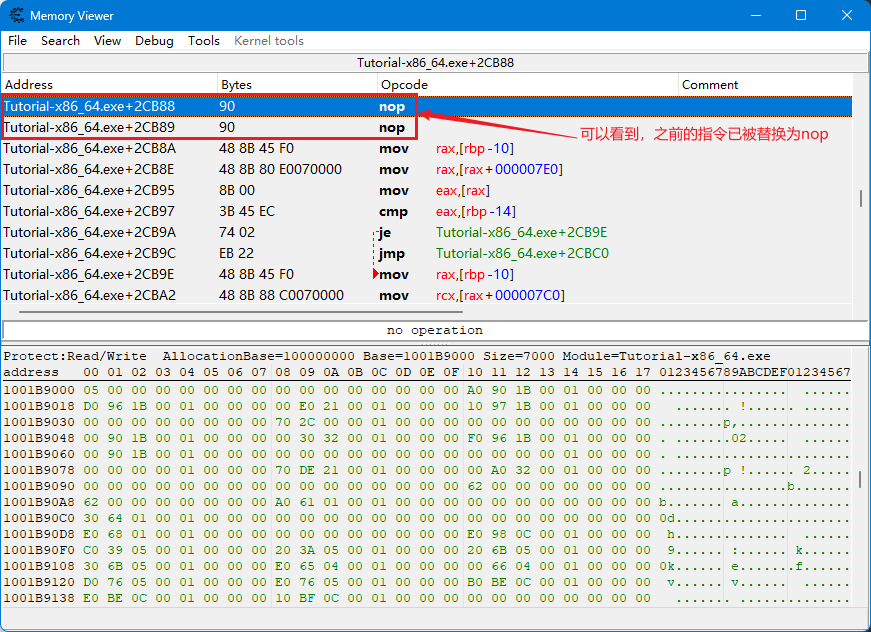 Memory Viewer
File Search View Debug Tools Kernel tools
Tutorial-x86_64.exe+2CB88
Address Bytes Opcode Comment
Tutorial-x86_64.exe+2CB88 90 nop
Tutorial-x86_64.exe+2CB89 90 nop
可以看到，之前的指令已被替换为nop
Tutorial-x86_64.exe+2CB8A 48 8B 45 F0 mov rax,[rbp-10]
Tutorial-x86_64.exe+2CB8E 48 8B 80 E0070000 mov rax,[rax+000007E0]
Tutorial-x86_64.exe+2CB95 8B 00 mov eax,[rax]
Tutorial-x86_64.exe+2CB97 3B 45 EC cmp eax,[rbp-14]
Tutorial-x86_64.exe+2CB9A 74 02 je Tutorial-x86_64.exe+2CB9E
Tutorial-x86_64.exe+2CB9C EB 22 jmp Tutorial-x86_64.exe+2CBC0
Tutorial-x86_64.exe+2CB9E 48 8B 45 F0 mov rax,[rbp-10]
Tutorial-x86_64.exe+2CBA2 48 8B 88 C0070000 mov rcx,[rax+000007C0]
no operation
Protect:Read/Write AllocationBase=100000000 Base=1001B9000 Size=7000 Module=Tutorial-x86_64.exe
address 00 01 02 03 04 05 06 07 08 09 0A 0B 0C 0D 0E 0F 10 11 12 13 14 15 16 17 0123456789ABCDEF01234567
1001B9000 05 00 00 00 00 00 00 00 00 00 00 00 00 00 00 00 A0 90 1B 00 01 00 00 00 ................ ......
1001B9018 D0 96 1B 00 01 00 00 00 00 E0 21 00 01 00 00 00 10 97 1B 00 01 00 00 00 ....... .!...... ......
1001B9030 00 00 00 00 00 00 00 00 70 2C 00 00 01 00 00 00 00 00 00 00 00 00 00 00 ........p,..............
1001B9048 00 90 1B 00 01 00 00 00 00 30 32 00 01 00 00 00 F0 96 1B 00 01 00 00 00 . .......02..... ......
1001B9060 00 90 1B 00 01 00 00 00 00 00 00 00 00 00 00 00 00 00 00 00 00 00 00 00 . ......................
1001B9078 00 00 00 00 00 00 00 00 70 DE 21 00 01 00 00 00 00 A0 32 00 01 00 00 00 ........p !..... 2.....
1001B9090 00 00 00 00 00 00 00 00 00 00 00 00 00 00 00 00 62 00 00 00 00 00 00 00 ................b.......
1001B90A8 62 00 00 00 00 00 00 00 A0 61 01 00 01 00 00 00 00 00 00 00 00 00 00 00 b........a..............
1001B90C0 30 64 01 00 01 00 00 00 00 00 00 00 00 00 00 00 00 00 00 00 00 00 00 00 0d......................
1001B90D8 E0 68 01 00 01 00 00 00 00 00 00 00 00 00 00 00 E0 98 0C 00 01 00 00 00 h.............. ......
1001B90F0 C0 39 05 00 01 00 00 00 20 3A 05 00 01 00 00 00 20 6B 05 00 01 00 00 00 9...... :...... k......
1001B9108 30 6B 05 00 01 00 00 00 E0 65 04 00 01 00 00 00 00 66 04 00 01 00 00 00 0k...... e.......f......
1001B9120 D0 76 05 00 01 00 00 00 E0 76 05 00 01 00 00 00 B0 BE 0C 00 01 00 00 00 v...... v...... ......
1001B9138 E0 BE 0C 00 01 00 00 00 10 BF 0C 00 01 00 00 00 00 00 00 00 00 00 00 00 ...... ..............